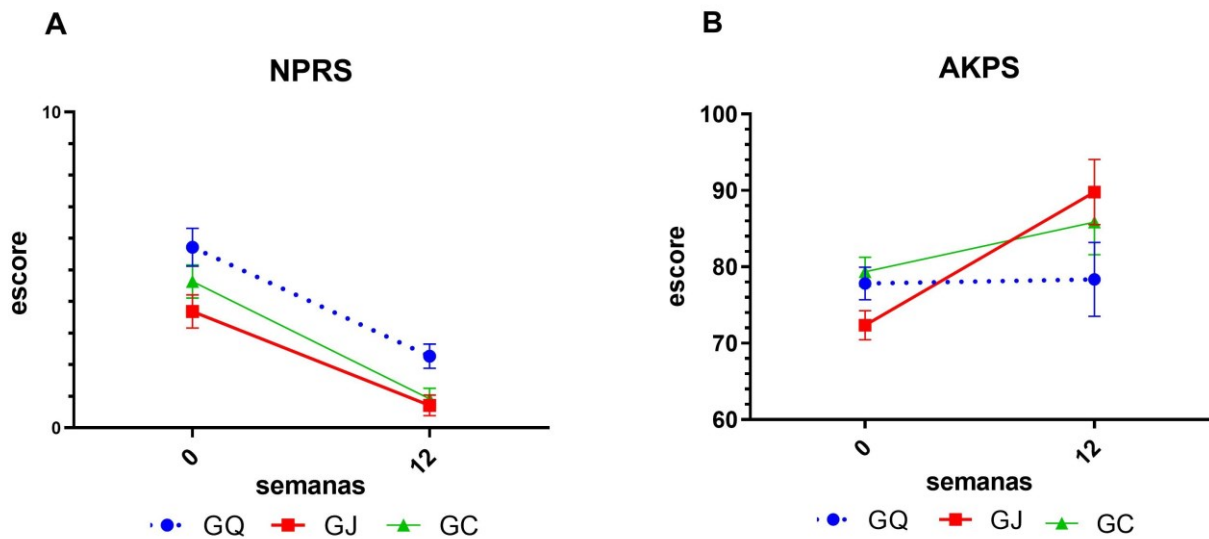 A
NPRS
10
0
escore
0
12
semanas
GQ GJ GC
B
AKPS
100
90
80
70
60
escore
0
12
semanas
GQ GJ GC